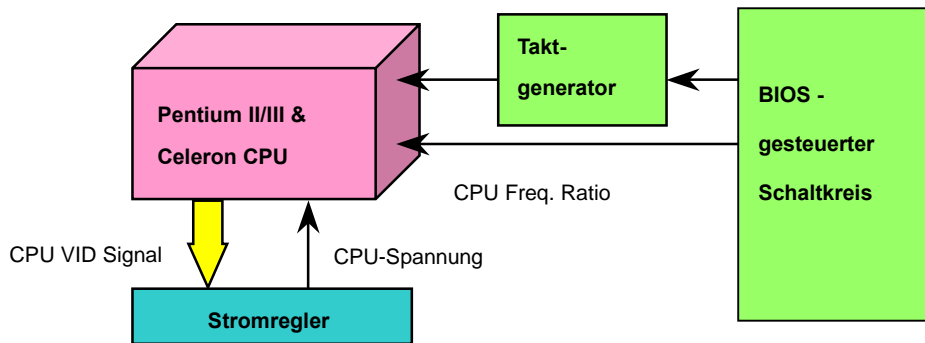 Takt-
generator
Pentium II/III &
Celeron CPU
BIOS -
gesteuerter
Schaltkreis
CPU Freq. Ratio
CPU VID Signal
CPU-Spannung
Stromregler